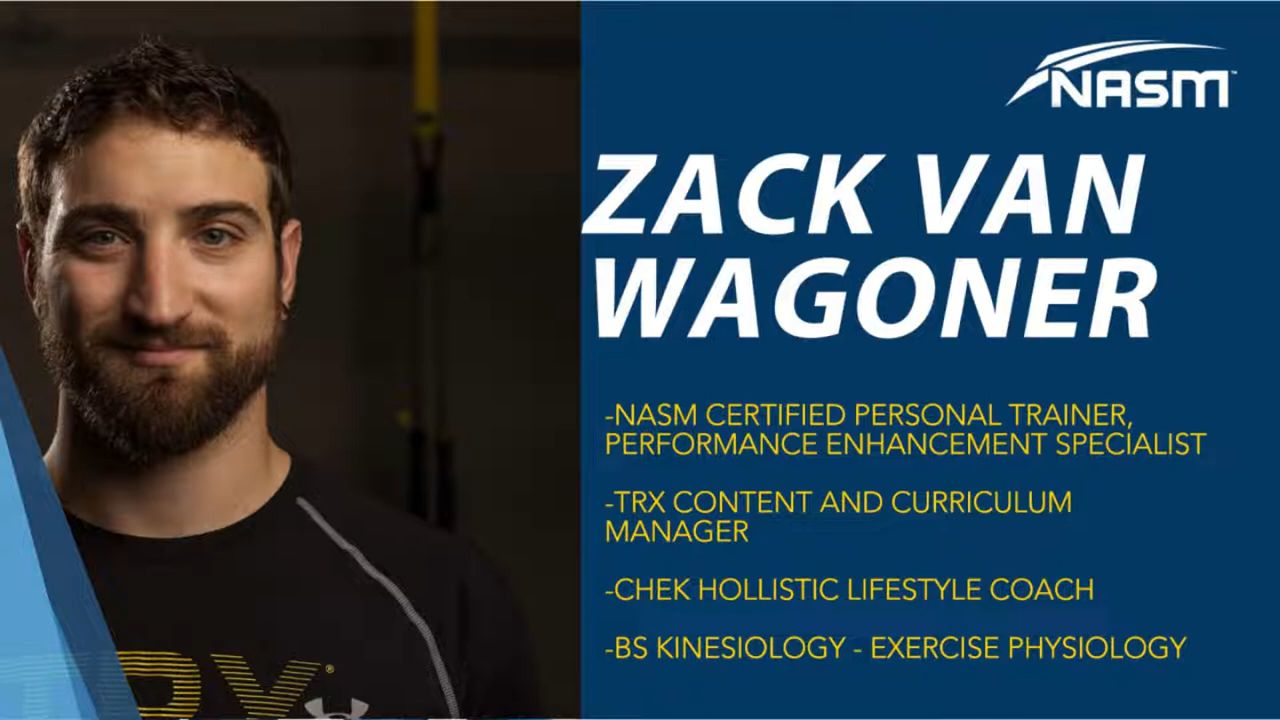 NASM™
ZACK VAN
WAGONER
-NASM CERTIFIED PERSONAL TRAINER,
PERFORMANCE ENHANCEMENT SPECIALIST
-TRX CONTENT AND CURRICULUM
MANAGER
-CHEK HOLLISTIC LIFESTYLE COACH
-BS KINESIOLOGY - EXERCISE PHYSIOLOGY